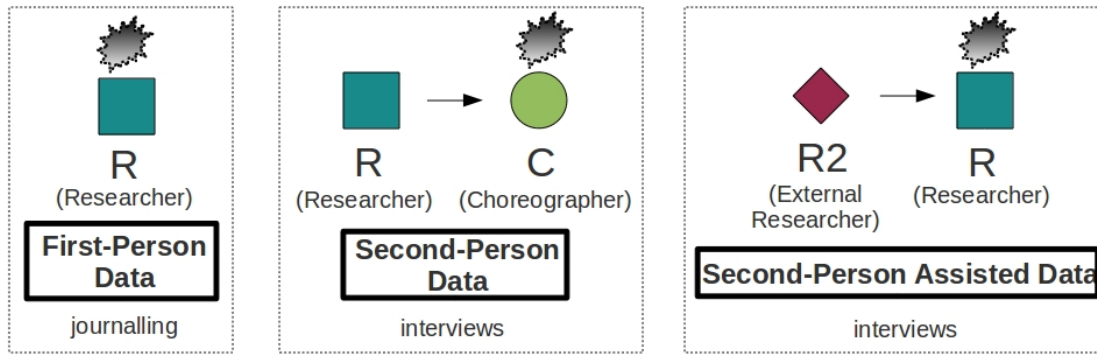 R
(Researcher)
First-Person
Data
journalling
R
(Researcher)
C
(Choreographer)
Second-Person
Data
interviews
R2
(External
Researcher)
R
(Researcher)
Second-Person Assisted Data
interviews